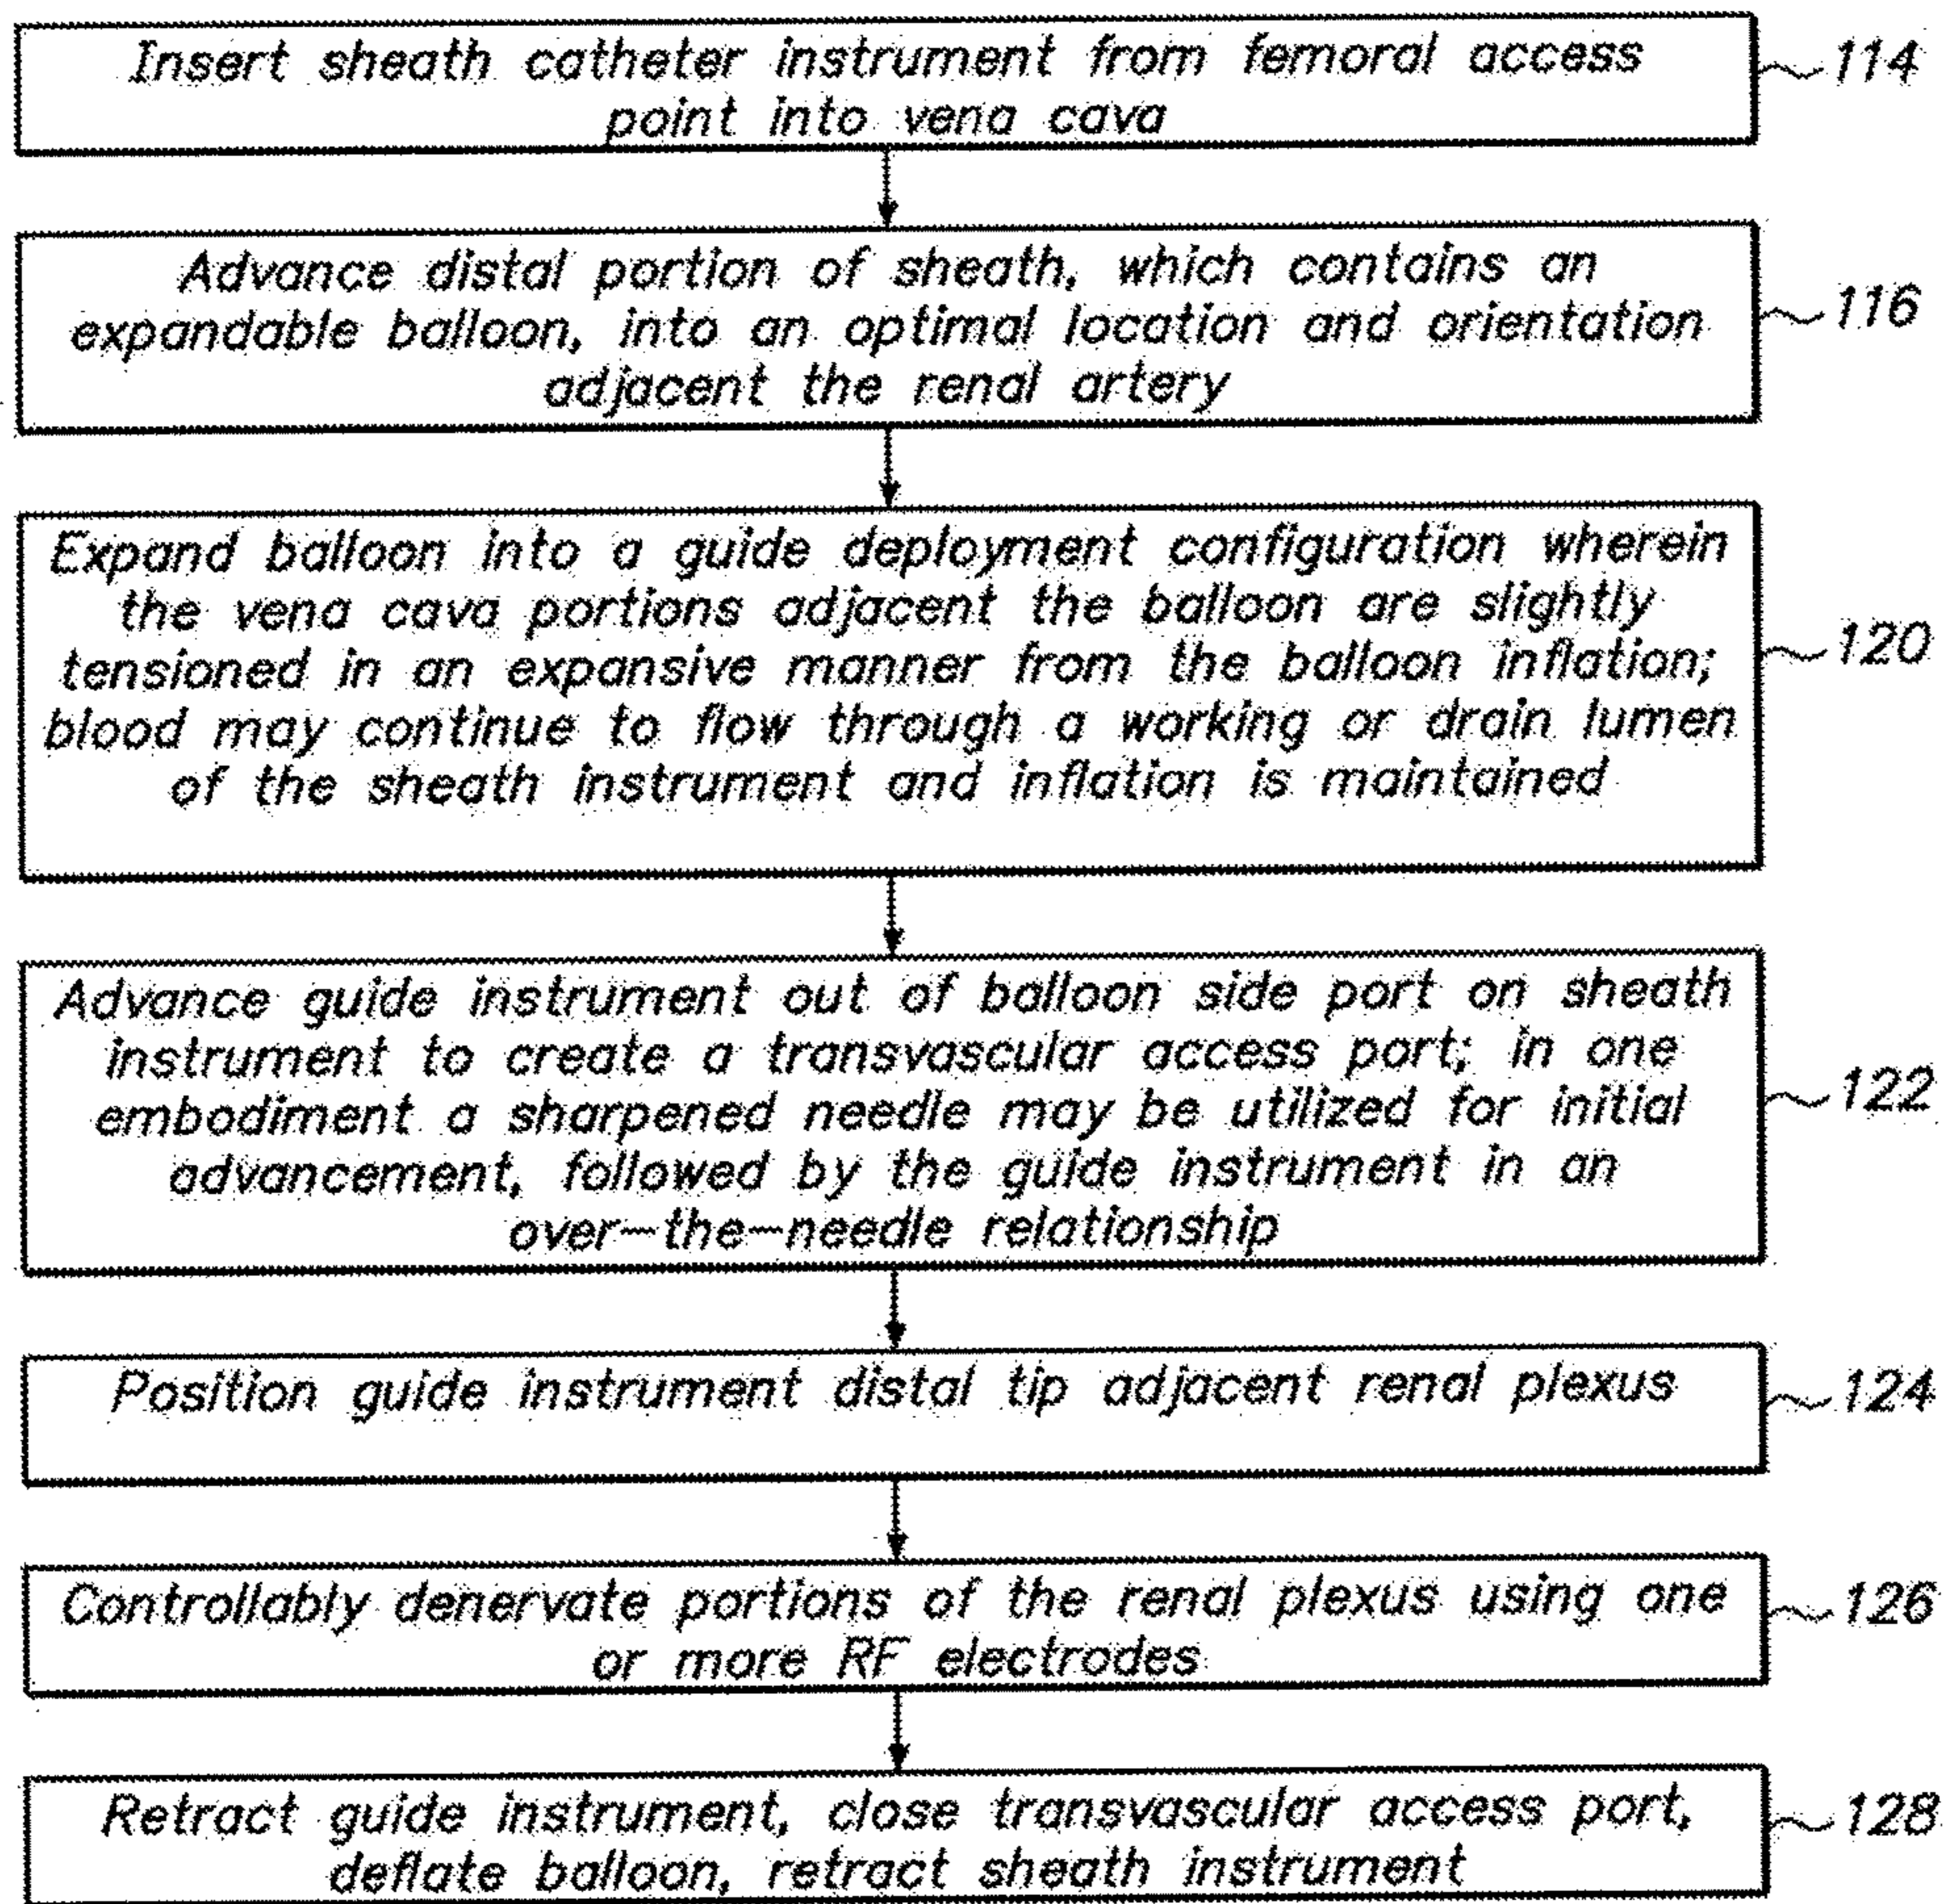 Insert sheath catheter instrument from femoral access
point into vena cava
114
Advance distal portion of sheath, which contains an
expandable balloon, into an optimal location and orientation
adjacent the renal artery
116
Expand balloon into a guide deployment configuration wherein
the vena cava portions adjacent the balloon are slightly
tensioned in an expansive manner from the balloon inflation;
blood may continue to flow through a working or drain lumen
of the sheath instrument and inflation is maintained
120
Advance guide instrument out of balloon side port on sheath
instrument to create a transvascular access port; in one
embodiment a sharpened needle may be utilized for initial
advancement, followed by the guide instrument in an
over-the-needle relationship
122
Position guide instrument distal tip adjacent renal plexus
124
Controllably denervate portions of the renal plexus using one
or more RF electrodes
126
Retract guide instrument, close transvascular access port,
deflate balloon, retract sheath instrument
128